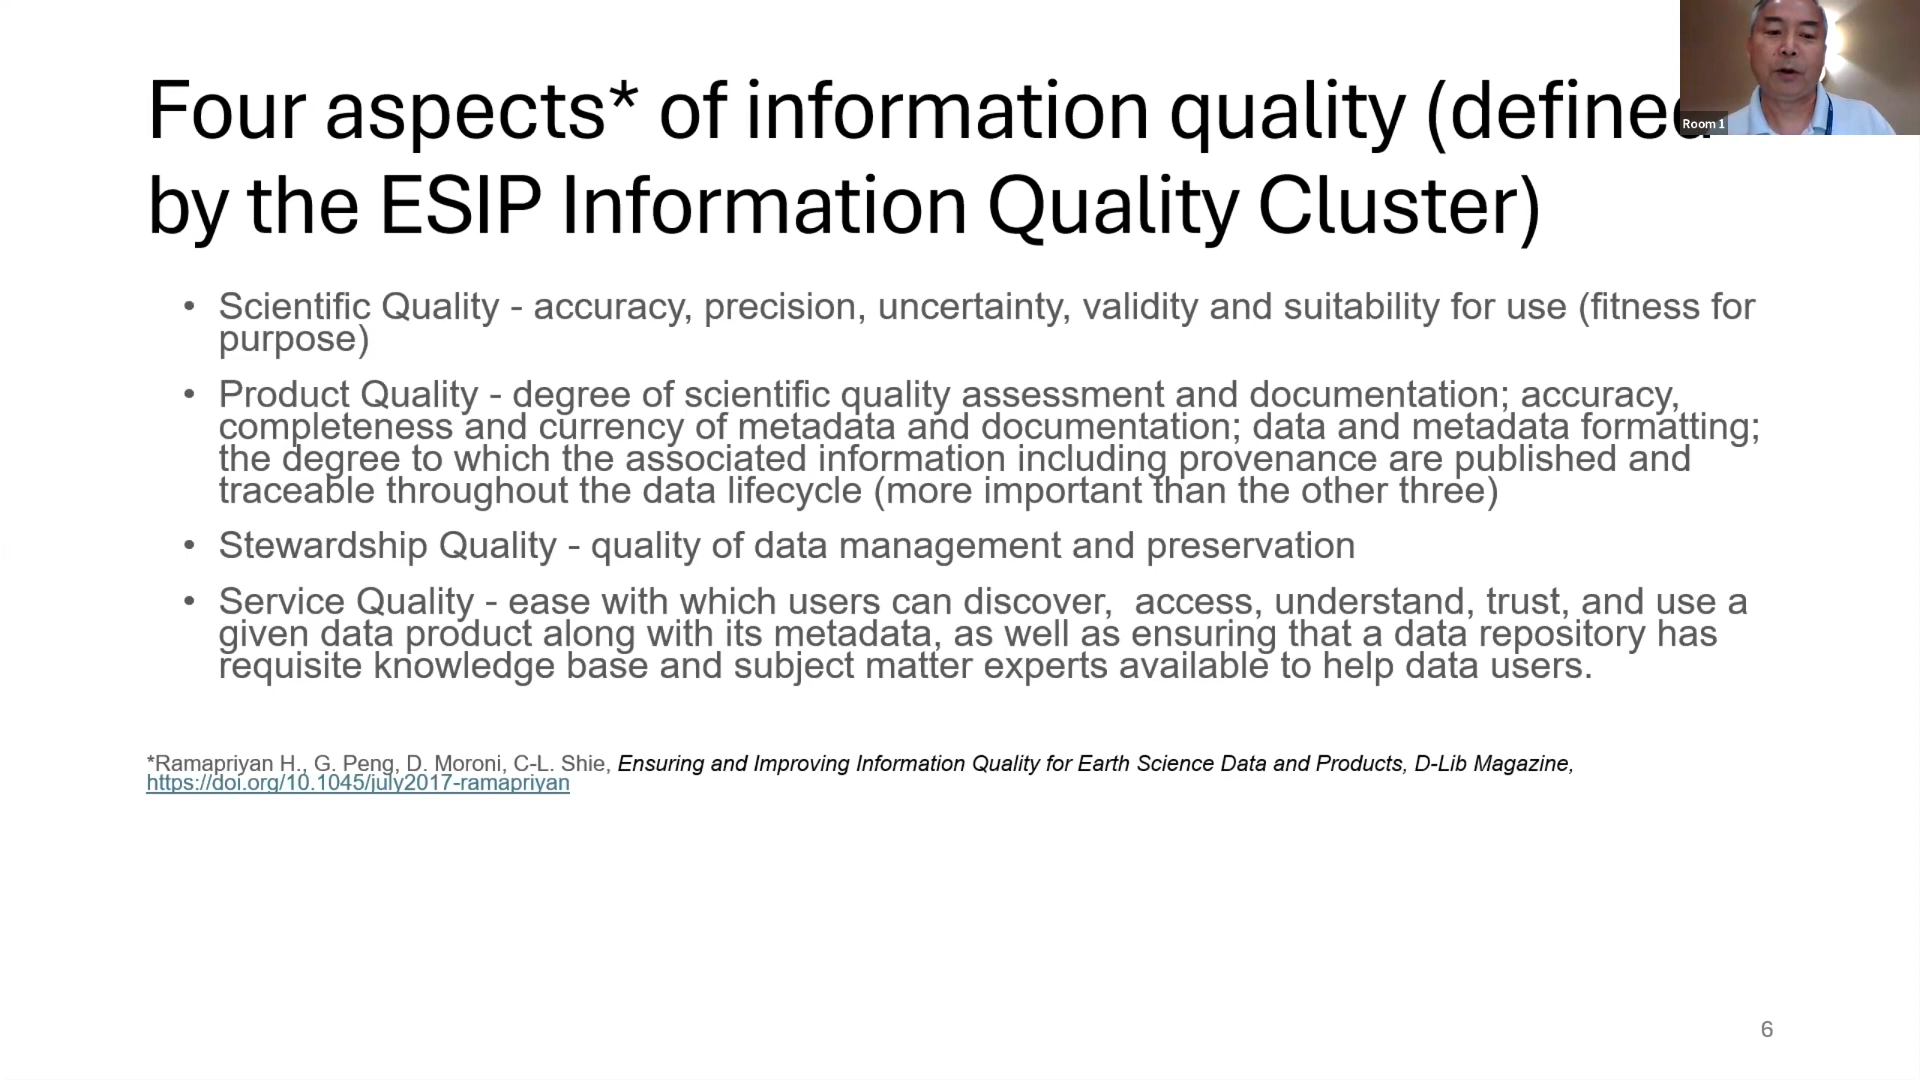 Four aspects* of information quality (defined
by the ESIP Information Quality Cluster)
Room 1
• Scientific Quality - accuracy, precision, uncertainty, validity and suitability for use (fitness for
purpose)
• Product Quality - degree of scientific quality assessment and documentation; accuracy,
completeness and currency of metadata and documentation; data and metadata formatting;
the degree to which the associated information including provenance are published and
traceable throughout the data lifecycle (more important than the other three)
• Stewardship Quality - quality of data management and preservation
• Service Quality - ease with which users can discover,  access, understand, trust, and use a
given data product along with its metadata, as well as ensuring that a data repository has
requisite knowledge base and subject matter experts available to help data users.
*Ramapriyan H., G. Peng, D. Moroni, C-L. Shie, Ensuring and Improving Information Quality for Earth Science Data and Products, D-Lib Magazine,
https://doi.org/10.1045/july2017-ramapriyan
6